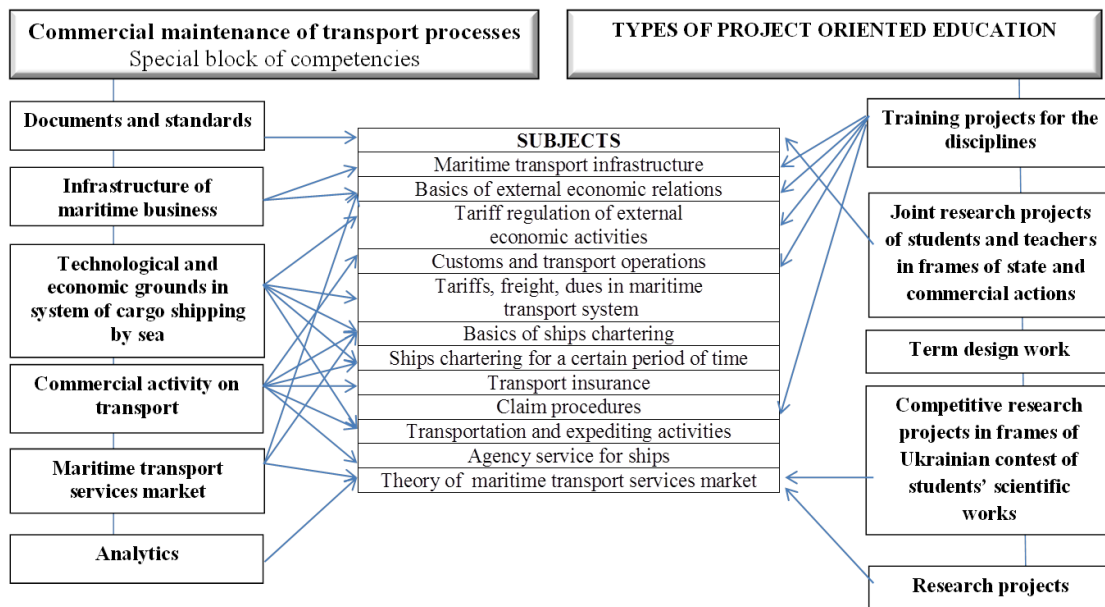 Commercial maintenance of transport processes
Special block of competencies
TYPES OF PROJECT ORIENTED EDUCATION
Documents and standards
Infrastructure of
maritime business
Technological and
economic grounds in
system of cargo shipping
by sea
Commercial activity on
transport
Maritime transport
services market
Analytics
SUBJECTS
Maritime transport infrastructure
Basics of external economic relations
Tariff regulation of external
economic activities
Customs and transport operations
Tariffs, freight, dues in maritime
transport system
Basics of ships chartering
Ships chartering for a certain period of time
Transport insurance
Claim procedures
Transportation and expediting activities
Agency service for ships
Theory of maritime transport services market
Training projects for the
disciplines
Joint research projects
of students and teachers
in frames of state and
commercial actions
Term design work
Competitive research
projects in frames of
Ukrainian contest of
students’ scientific
works
Research projects